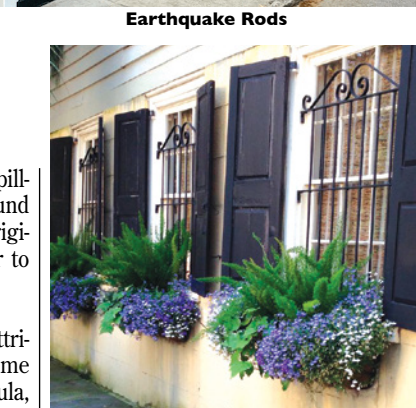 Earthquake Rods
pill-
und
rigi-
r to
ttri-
me
ula,